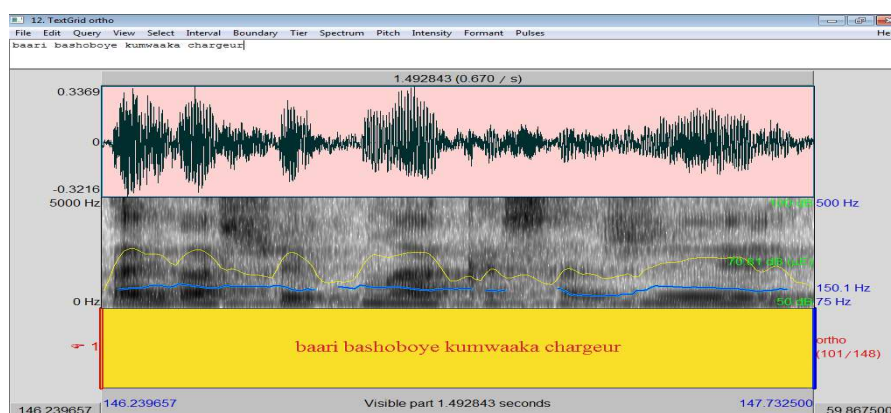 12. TextGrid ortho
File Edit Query View Select Interval Boundary Tier Spectrum Pitch Intensity Formant Pulses He
baari bashoboye kumwaaka chargeur
1.492843 (0.670 / s)
0.3369
0
-0.3216
5000 Hz
500 Hz
0 Hz
150.1 Hz
50 dB 75 Hz
1 baari bashoboye kumwaaka chargeur ortho
(101/148)
146.239657 146.239657 Visible part 1.492843 seconds 147.732500 59.867500